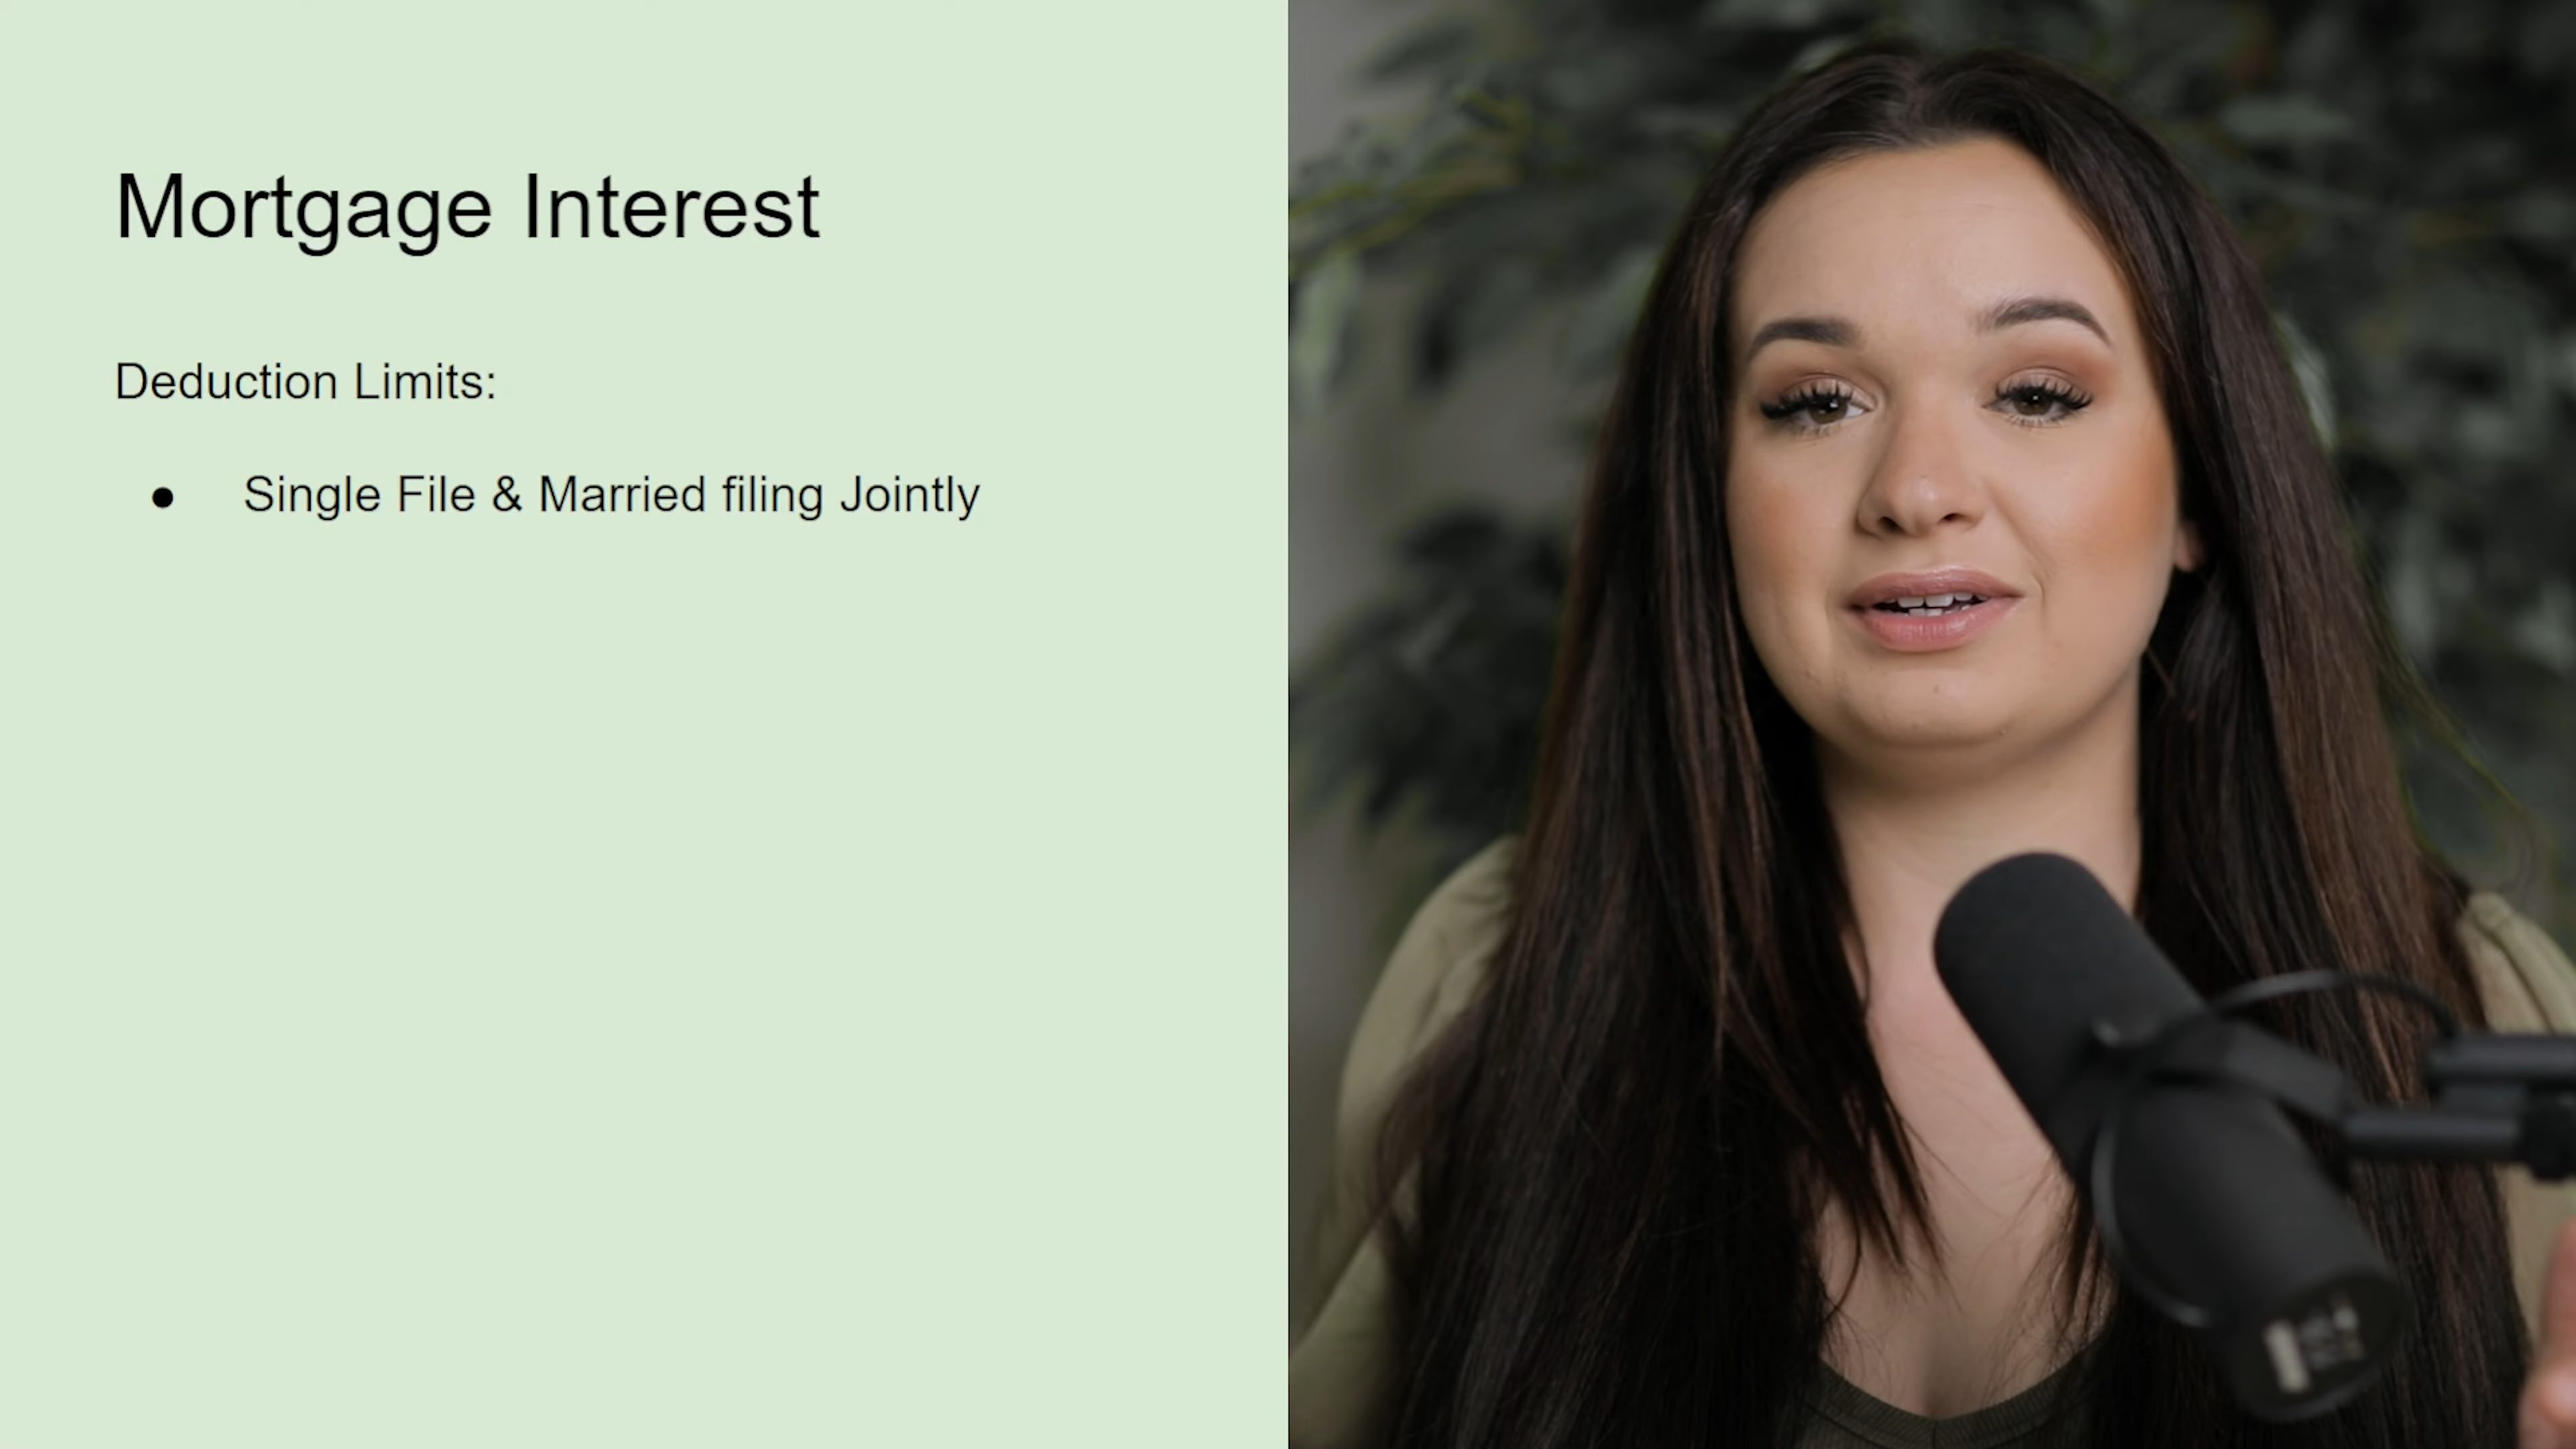 Mortgage Interest
Deduction Limits:
● Single File & Married filing Jointly